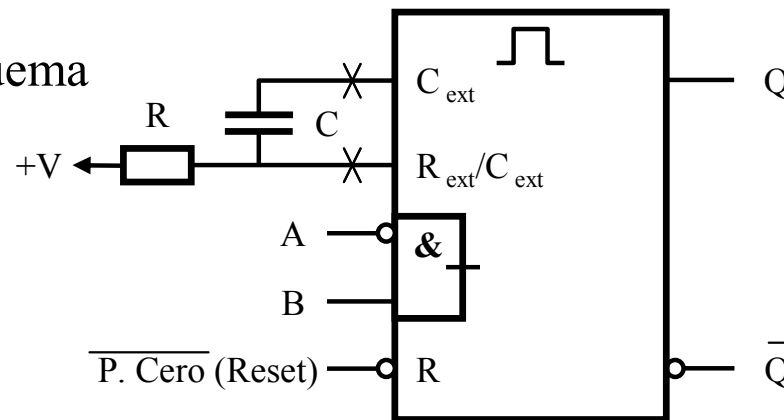 uema
C ext
Q
R
C
+V
R ext/C ext
A
&
B
P. Cero (Reset)
R
Q